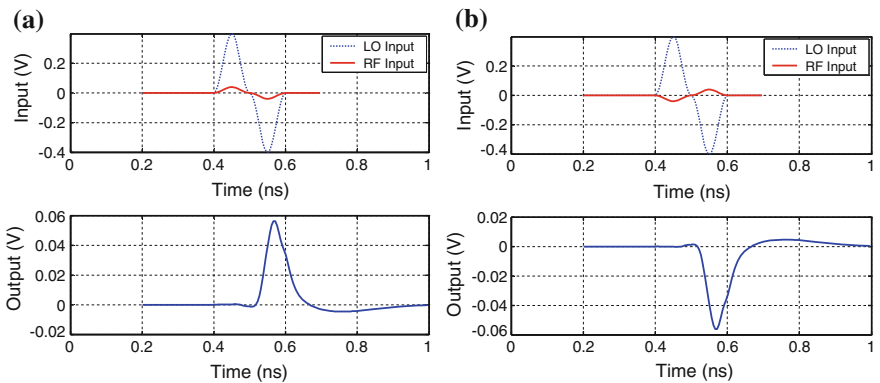 (a)
LO Input
RF Input
Input (V)
0.2
0
-0.2
-0.4
0 0.2 0.4 0.6 0.8 1
Time (ns)
Output (V)
0.06
0.04
0.02
0
-0.02
0 0.2 0.4 0.6 0.8 1
Time (ns)
(b)
LO Input
RF Input
Input (V)
0.2
0
-0.2
-0.4
0 0.2 0.4 0.6 0.8 1
Time (ns)
Output (V)
0.02
0
-0.02
-0.04
-0.06
0 0.2 0.4 0.6 0.8 1
Time (ns)